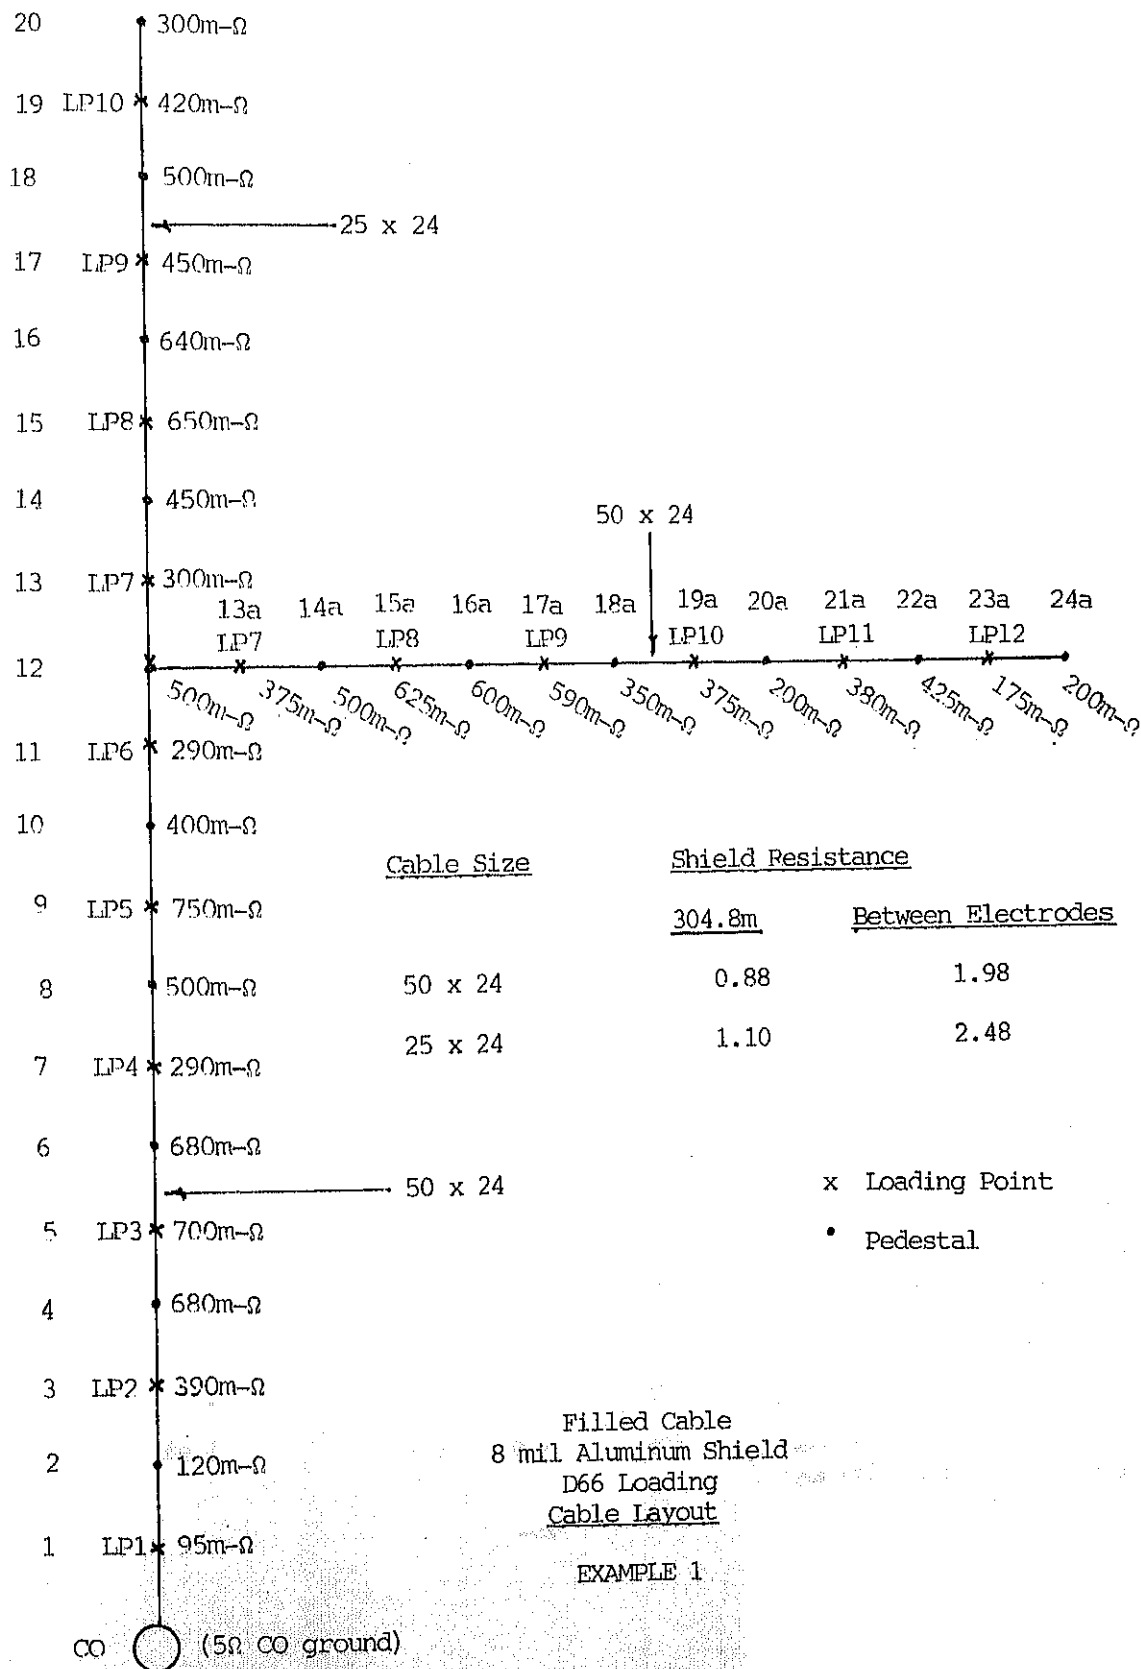 20 300m-Ω
19 LP10 420m-Ω
18 500m-Ω
25 x 24
17 LP9 450m-Ω
16 640m-Ω
15 LP8 650m-Ω
14 450m-Ω
50 x 24
13 LP7 300m-Ω
13a 14a 15a 16a 17a 18a 19a 20a 21a 22a 23a 24a
LP7 LP8 LP9 LP10 LP11 LP12
12
500m-Ω 375m-Ω 500m-Ω 625m-Ω 600m-Ω 590m-Ω 350m-Ω 375m-Ω 200m-Ω 380m-Ω 425m-Ω 175m-Ω 200m-Ω
11 LP6 290m-Ω
10 400m-Ω
Cable Size Shield Resistance
9 LP5 750m-Ω
304.8m Between Electrodes
8 500m-Ω
50 x 24 0.88 1.98
25 x 24 1.10 2.48
7 LP4 290m-Ω
6 680m-Ω
50 x 24
x Loading Point
5 LP3 700m-Ω
• Pedestal
4 680m-Ω
3 LP2 390m-Ω
Filled Cable
8 mil Aluminum Shield
2 120m-Ω
D66 Loading
Cable Layout
1 LP1 95m-Ω
EXAMPLE 1
CO (5Ω CO ground)